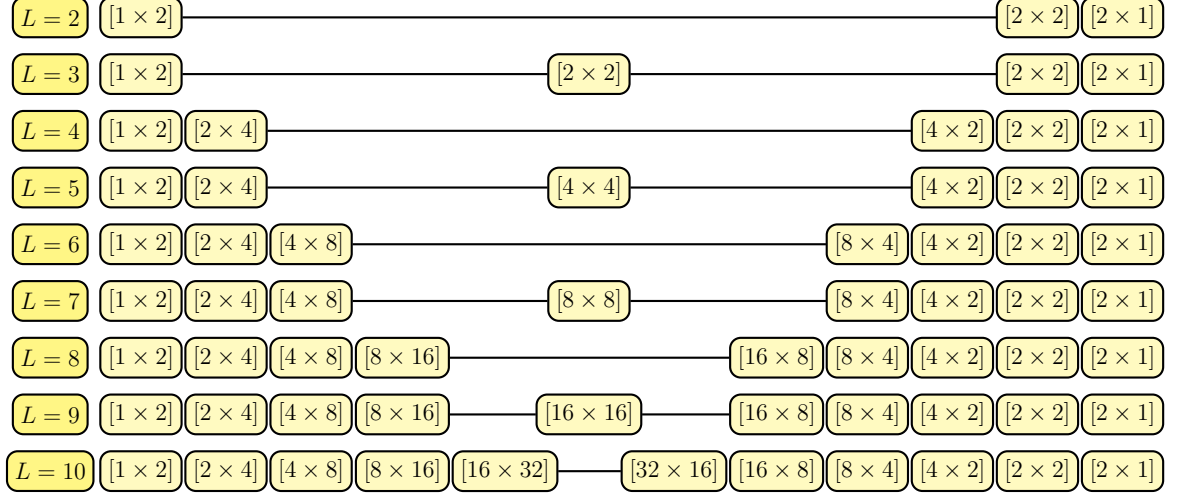 L = 2 [1 × 2] [2 × 2] [2 × 1]
L = 3 [1 × 2] [2 × 2] [2 × 2] [2 × 1]
L = 4 [1 × 2] [2 × 4] [4 × 2] [2 × 2] [2 × 1]
L = 5 [1 × 2] [2 × 4] [4 × 4] [4 × 2] [2 × 2] [2 × 1]
L = 6 [1 × 2] [2 × 4] [4 × 8] [8 × 4] [4 × 2] [2 × 2] [2 × 1]
L = 7 [1 × 2] [2 × 4] [4 × 8] [8 × 8] [8 × 4] [4 × 2] [2 × 2] [2 × 1]
L = 8 [1 × 2] [2 × 4] [4 × 8] [8 × 16] [16 × 8] [8 × 4] [4 × 2] [2 × 2] [2 × 1]
L = 9 [1 × 2] [2 × 4] [4 × 8] [8 × 16] [16 × 16] [16 × 8] [8 × 4] [4 × 2] [2 × 2] [2 × 1]
L = 10 [1 × 2] [2 × 4] [4 × 8] [8 × 16] [16 × 32] [32 × 16] [16 × 8] [8 × 4] [4 × 2] [2 × 2] [2 × 1]